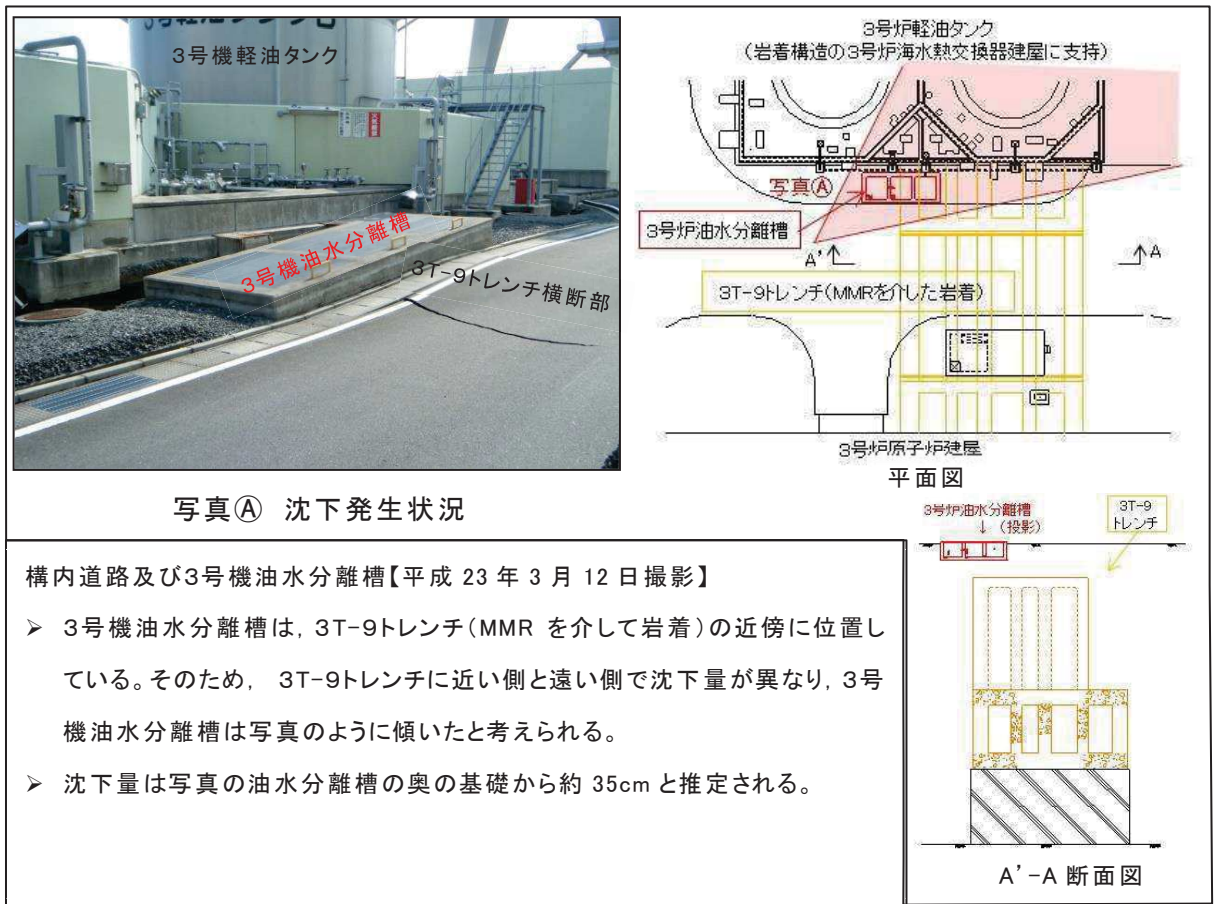 3号機軽油タンク
3号機油水分離槽
3T-9トレンチ横断部
写真Ⓐ 沈下発生状況
3号炉軽油タンク
(岩着構造の3号炉海水熱交換器建屋に支持)
写真Ⓐ
3号炉油水分離槽
A' A
3T-9トレンチ(MMRを介した岩着)
3号炉原子炉建屋
平面図
構内道路及び3号機油水分離槽【平成 23 年 3 月 12 日撮影】
➢ 3号機油水分離槽は，3T-9トレンチ(MMR を介して岩着)の近傍に位置し
ている。そのため， 3T-9トレンチに近い側と遠い側で沈下量が異なり，3号
機油水分離槽は写真のように傾いたと考えられる。
➢ 沈下量は写真の油水分離槽の奥の基礎から約 35cm と推定される。
3号炉油水分離槽
↓ (投影)
3T-9
トレンチ
A'-A 断面図